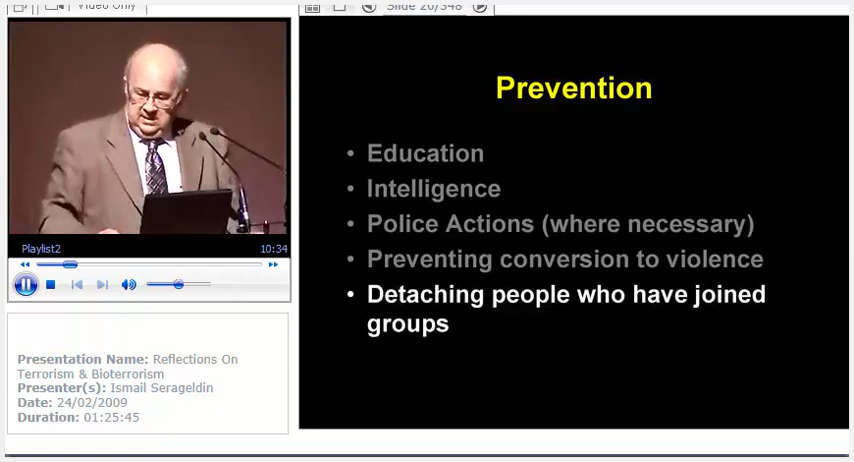 Video Only
Slide 20/348
Prevention
• Education
• Intelligence
• Police Actions (where necessary)
• Preventing conversion to violence
• Detaching people who have joined
groups
Playlist2
10:34
Presentation Name: Reflections On
Terrorism & Bioterrorism
Presenter(s): Ismail Serageldin
Date: 24/02/2009
Duration: 01:25:45